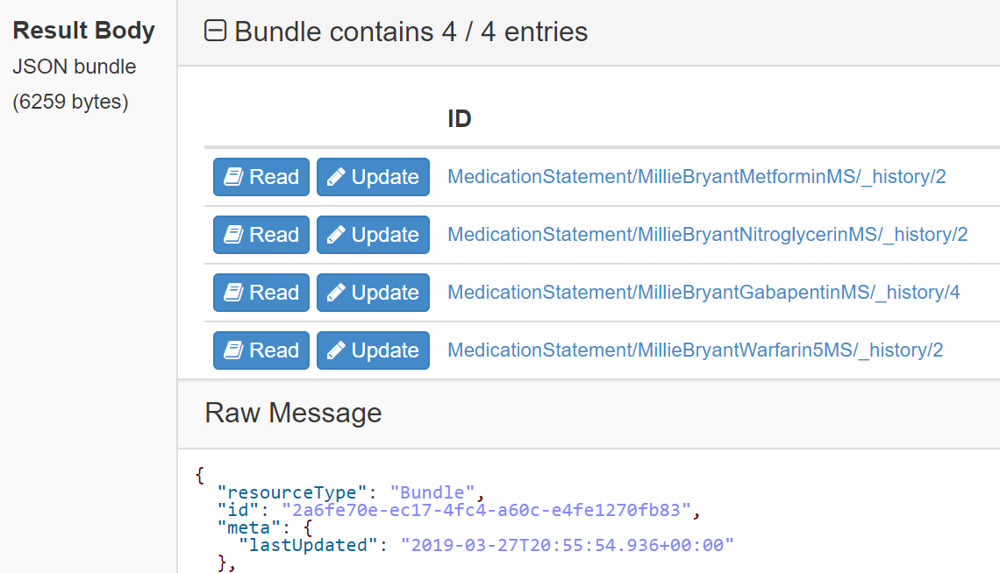 Result Body
JSON bundle
(6259 bytes)
Bundle contains 4 / 4 entries
ID
Read Update MedicationStatement/MillieBryantMetforminMS/_history/2
Read Update MedicationStatement/MillieBryantNitroglycerinMS/_history/2
Read Update MedicationStatement/MillieBryantGabapentinMS/_history/4
Read Update MedicationStatement/MillieBryantWarfarin5MS/_history/2
Raw Message
{
"resourceType": "Bundle",
"id": "2a6fe70e-ec17-4fc4-a60c-e4fe1270fb83",
"meta": {
"lastUpdated": "2019-03-27T20:55:54.936+00:00"
},